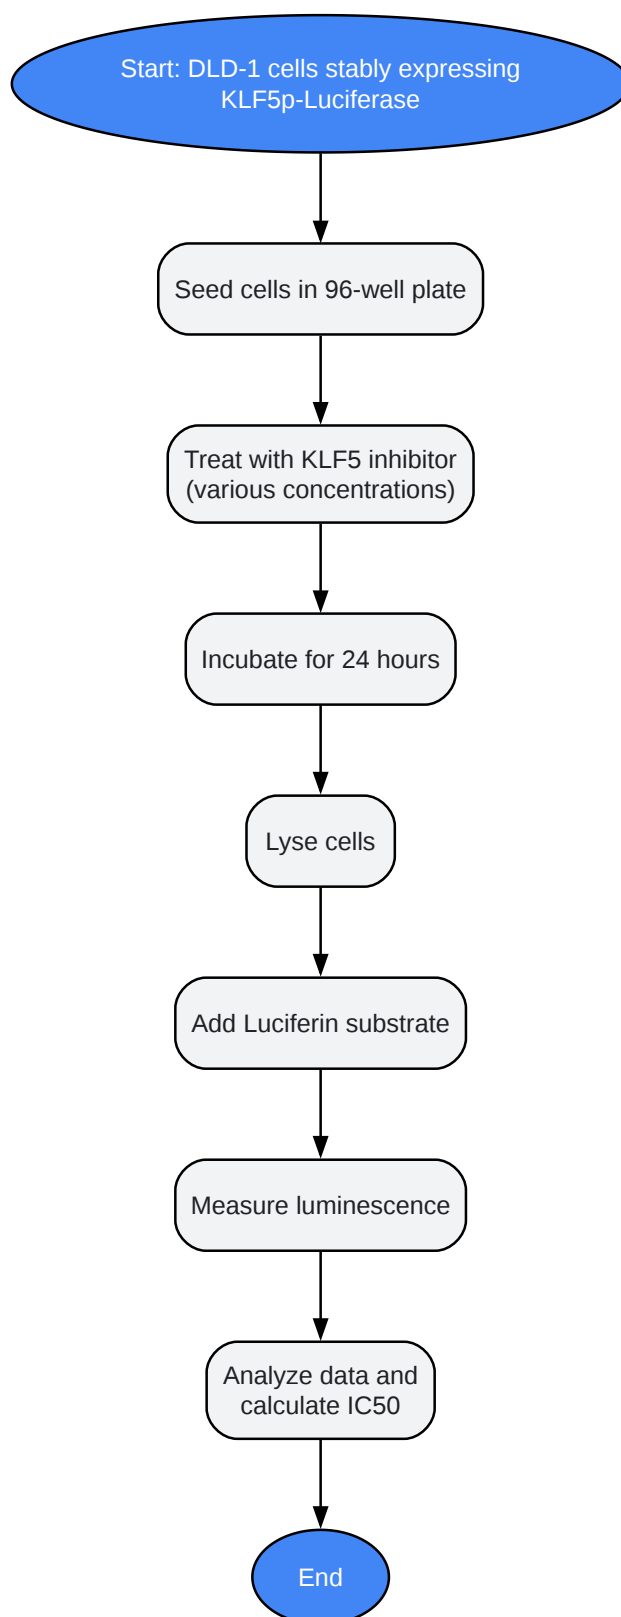 Start: DLD-1 cells stably expressing
KLF5p-Luciferase
Seed cells in 96-well plate
Treat with KLF5 inhibitor
(various concentrations)
Incubate for 24 hours
Lyse cells
Add Luciferin substrate
Measure luminescence
Analyze data and
calculate IC50
End